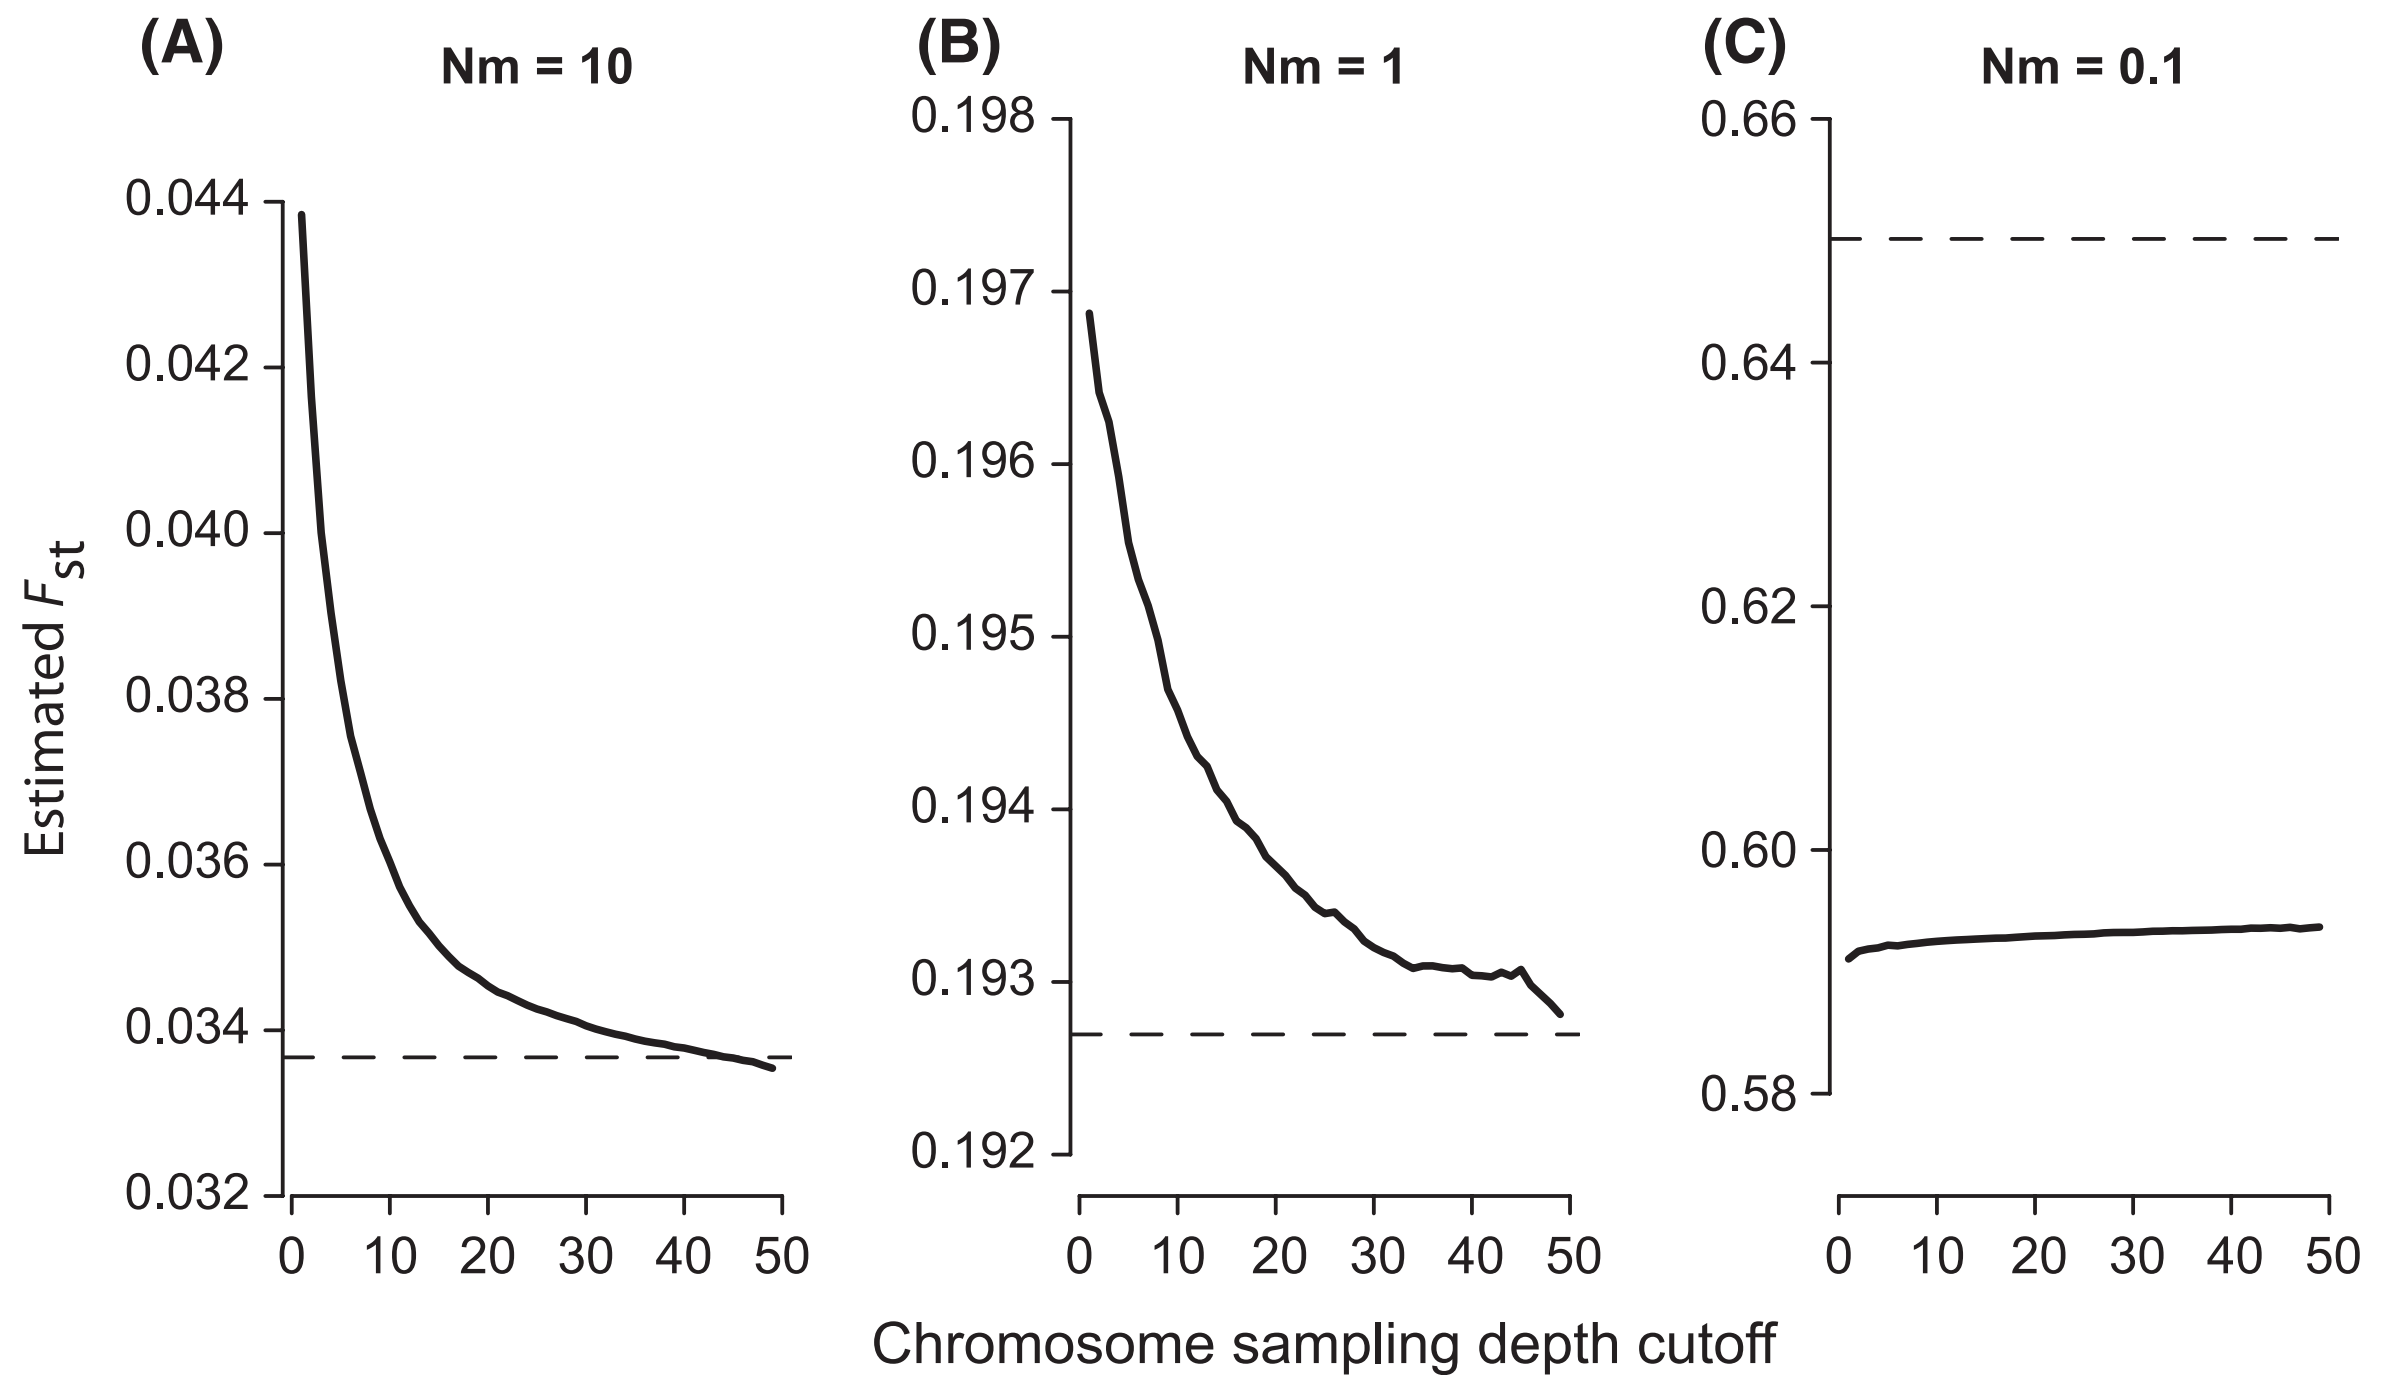 (A)
Nm = 10
(B)
Nm = 1
(C)
Nm = 0.1
Estimated Fst
0.044
0.042
0.040
0.038
0.036
0.034
0.032
0 10 20 30 40 50
0.198
0.197
0.196
0.195
0.194
0.193
0.192
0 10 20 30 40 50
0.66
0.64
0.62
0.60
0.58
0 10 20 30 40 50
Chromosome sampling depth cutoff